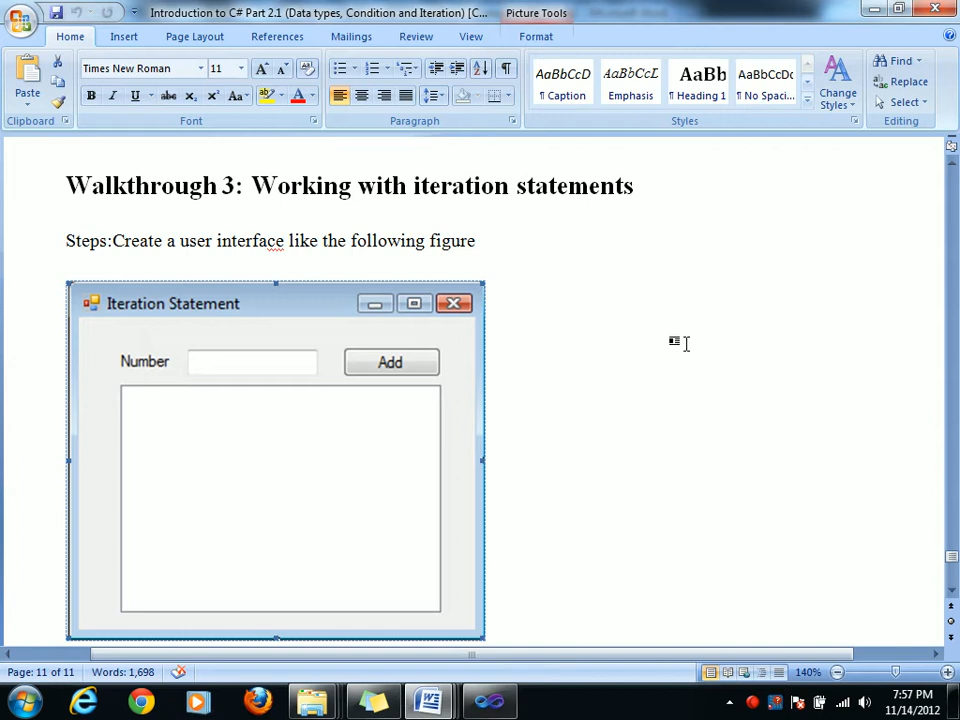 Introduction to C# Part 2.1 (Data types, Condition and Iteration) [C...
Picture Tools
Home Insert Page Layout References Mailings Review View Format
Paste
Clipboard
Times New Roman 11
Font
Paragraph
AaBbCcD AaBbCcL AaBb AaBbCcDc
¶ Caption Emphasis ¶ Heading 1 ¶ No Spaci...
Change Styles
Styles
Find
Replace
Select
Editing
Walkthrough 3: Working with iteration statements
Steps:Create a user interface like the following figure
Iteration Statement
Number Add
Page: 11 of 11 Words: 1,698 140%
7:57 PM
11/14/2012